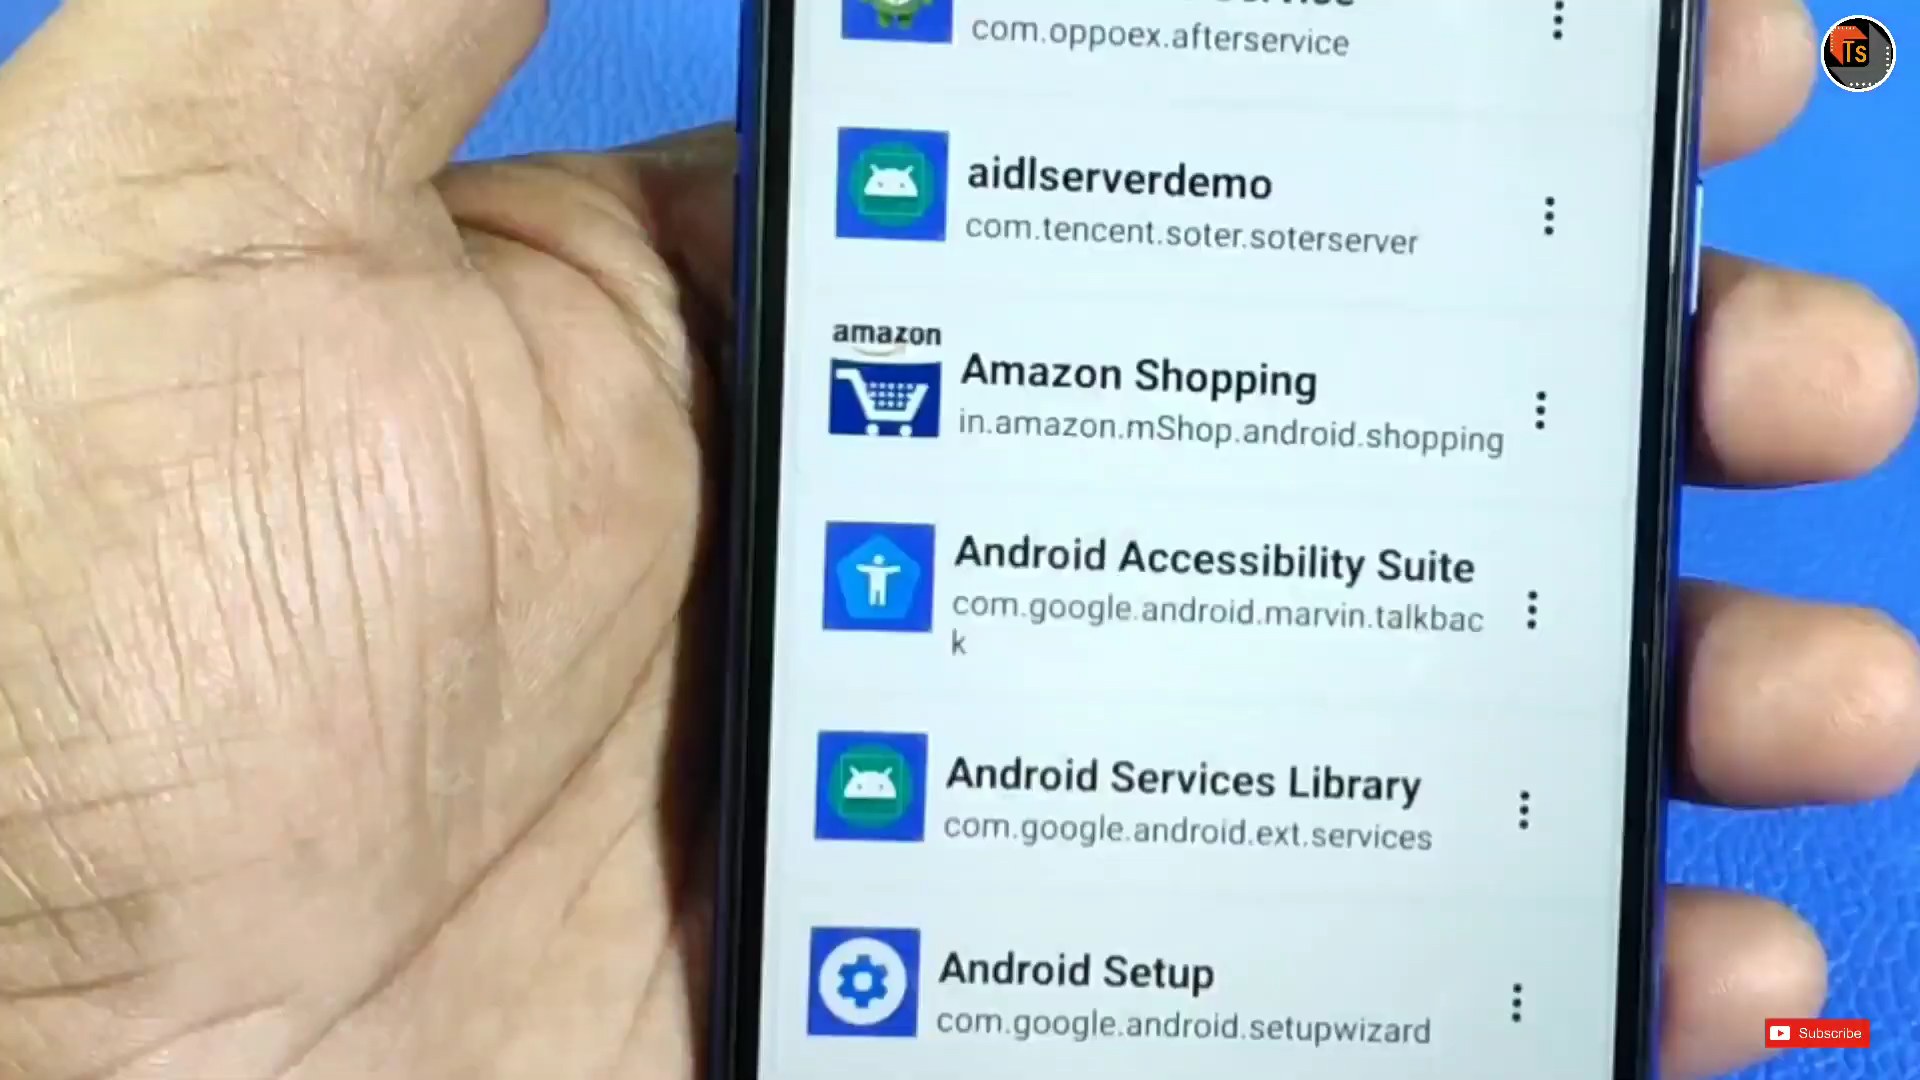 com.oppoex.afterservice
Ts
aidlserverdemo
com.tencent.soter.soterserver
amazon
Amazon Shopping
in.amazon.mShop.android.shopping
Android Accessibility Suite
com.google.android.marvin.talkbac
k
Android Services Library
com.google.android.ext.services
Android Setup
com.google.android.setupwizard
Subscribe